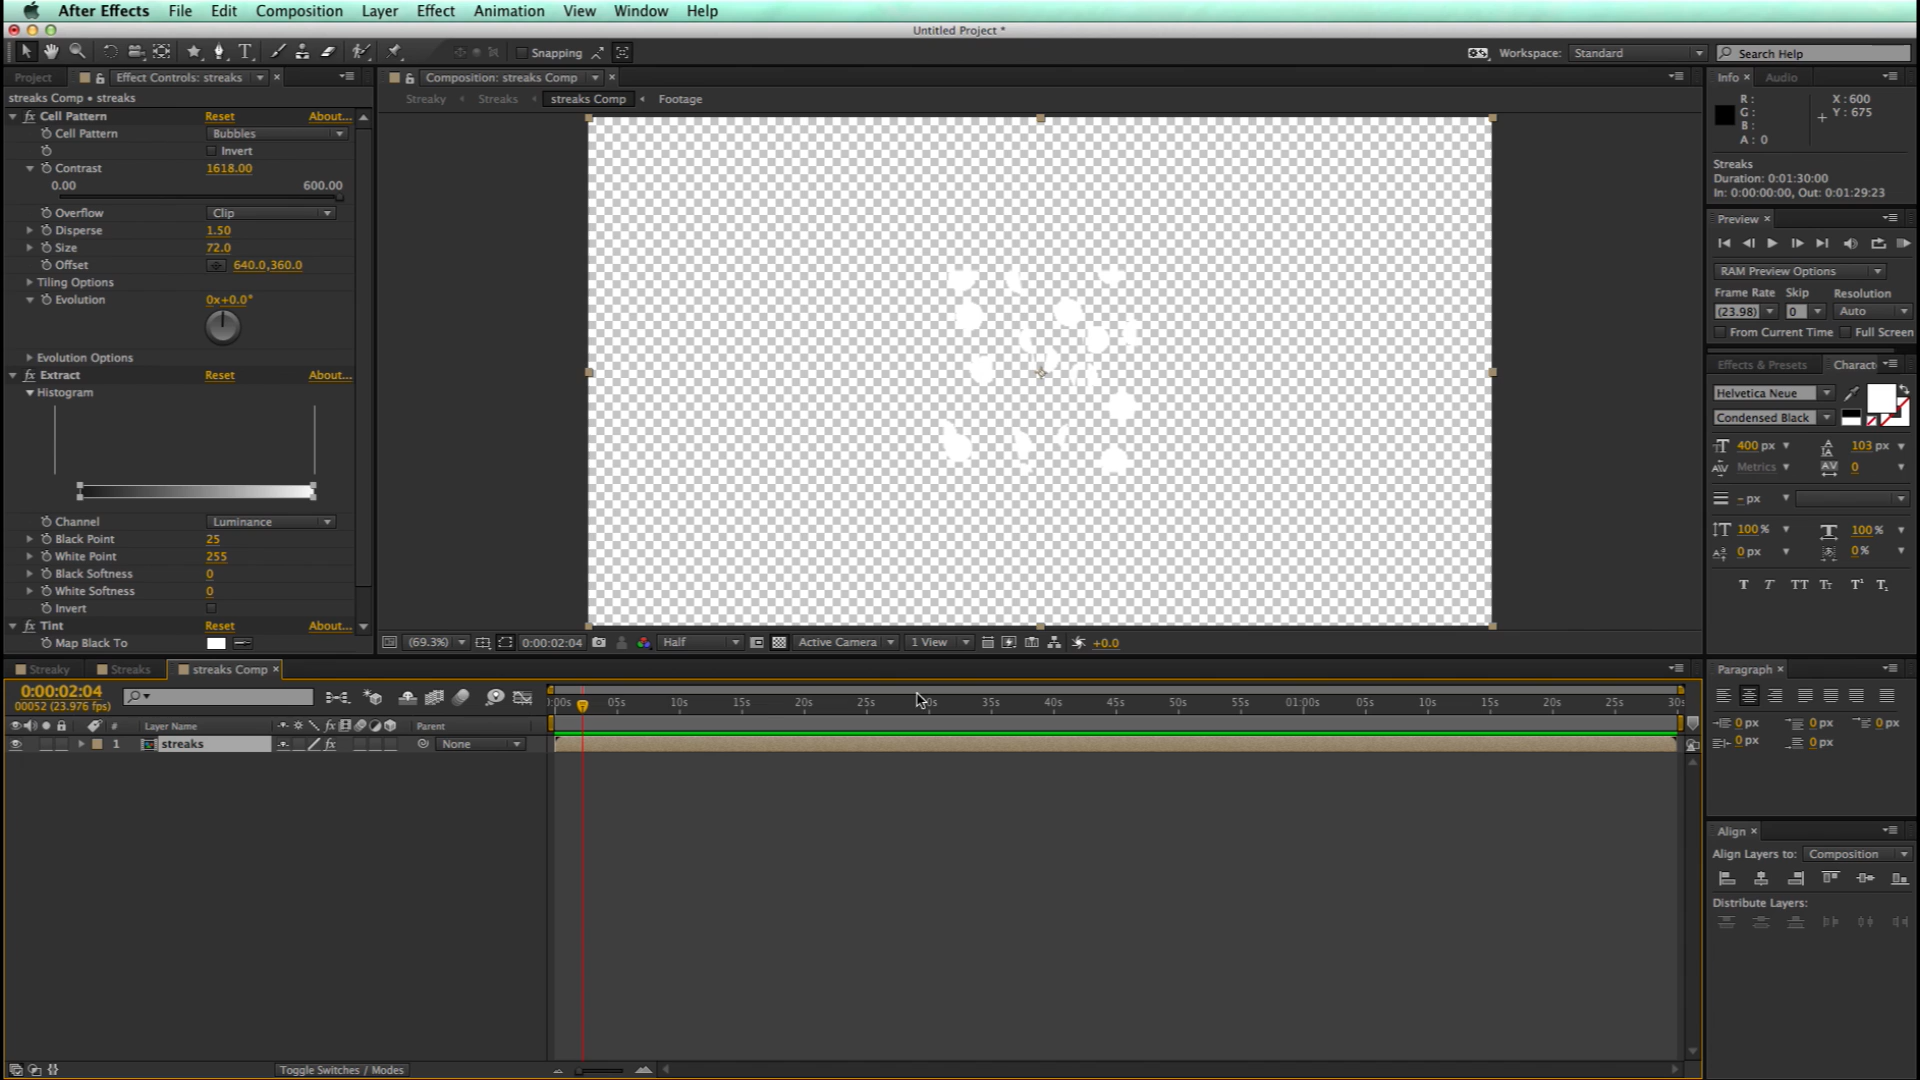 After Effects File Edit Composition Layer Effect Animation View Window Help
Untitled Project *
Snapping Workspace: Standard Search Help
Project Effect Controls: streaks Composition: streaks Comp Info Audio
streaks Comp • streaks Streaky Streaks streaks Comp Footage
Cell Pattern Reset About...
Cell Pattern Bubbles
Invert
Contrast 1618.00
0.00 600.00
Overflow Clip
Disperse 1.50
Size 72.0
Offset 640.0,360.0
Tiling Options
Evolution 0x+0.0°
Evolution Options
Extract Reset About...
Histogram
Channel Luminance
Black Point 25
White Point 255
Black Softness 0
White Softness 0
Invert
Tint Reset About...
Map Black To
(69.3%) 0:00:02:04 Half Active Camera 1 View +0.0
R: X: 600
G: Y: 675
B:
A: 0
Streaks
Duration: 0:01:30:00
In: 0:00:00:00, Out: 0:01:29:23
Preview
RAM Preview Options
Frame Rate Skip Resolution
(23.98) 0 Auto
From Current Time Full Screen
Effects & Presets Charact
Helvetica Neue
Condensed Black
400 px 103 px
Metrics 0
- px
100 % 100 %
0 px 0 %
T T TT Tt T¹ T₁
Streaky Streaks streaks Comp
0:00:02:04
00052 (23.976 fps)
:00s 05s 10s 15s 20s 25s 35s 40s 45s 50s 55s 01:00s 05s 10s 15s 20s 25s 30s
# Layer Name Parent
1 streaks None
Toggle Switches / Modes
Paragraph
0 px 0 px 0 px
0 px 0 px
Align
Align Layers to: Composition
Distribute Layers: